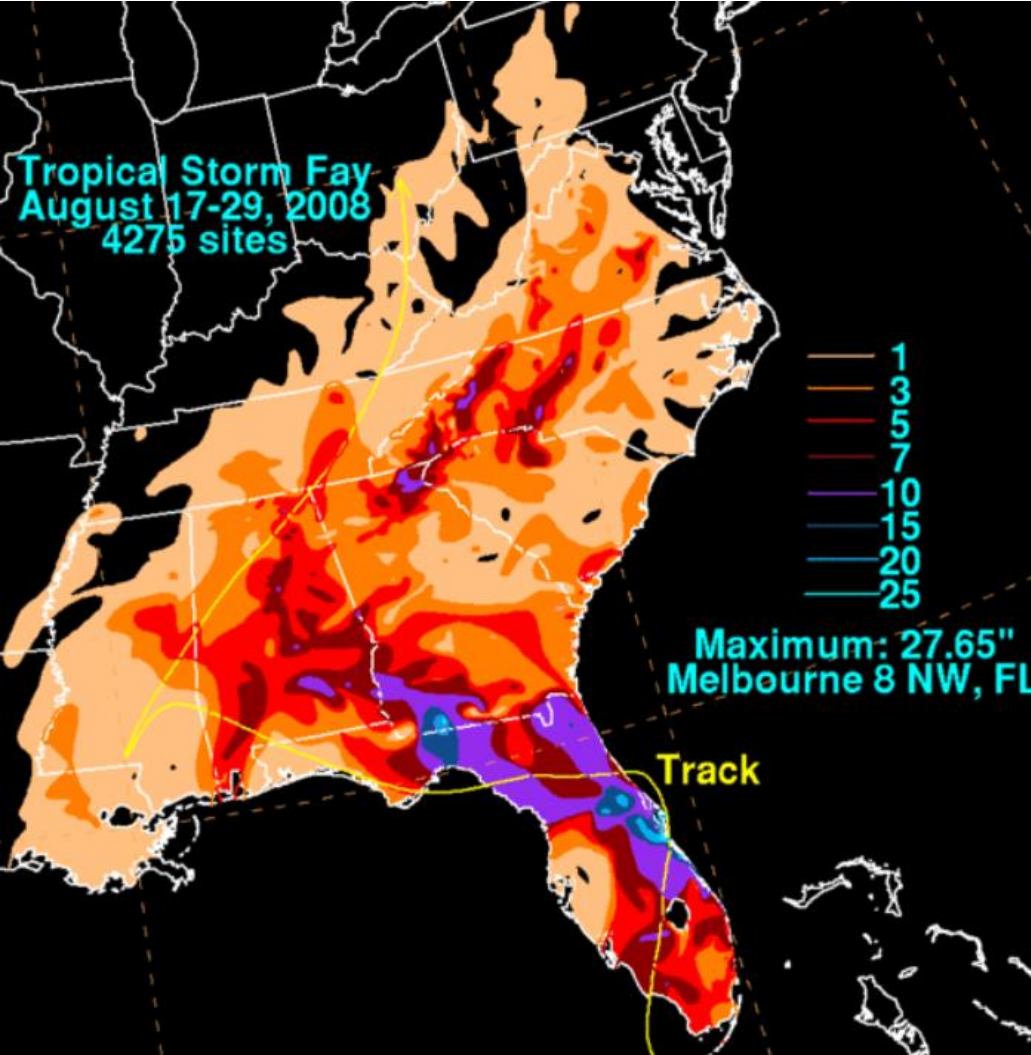 Tropical Storm Fay
August 17-29, 2008
4275 sites
1
3
5
7
10
15
20
25
Maximum: 27.65"
Melbourne 8 NW, FL
Track